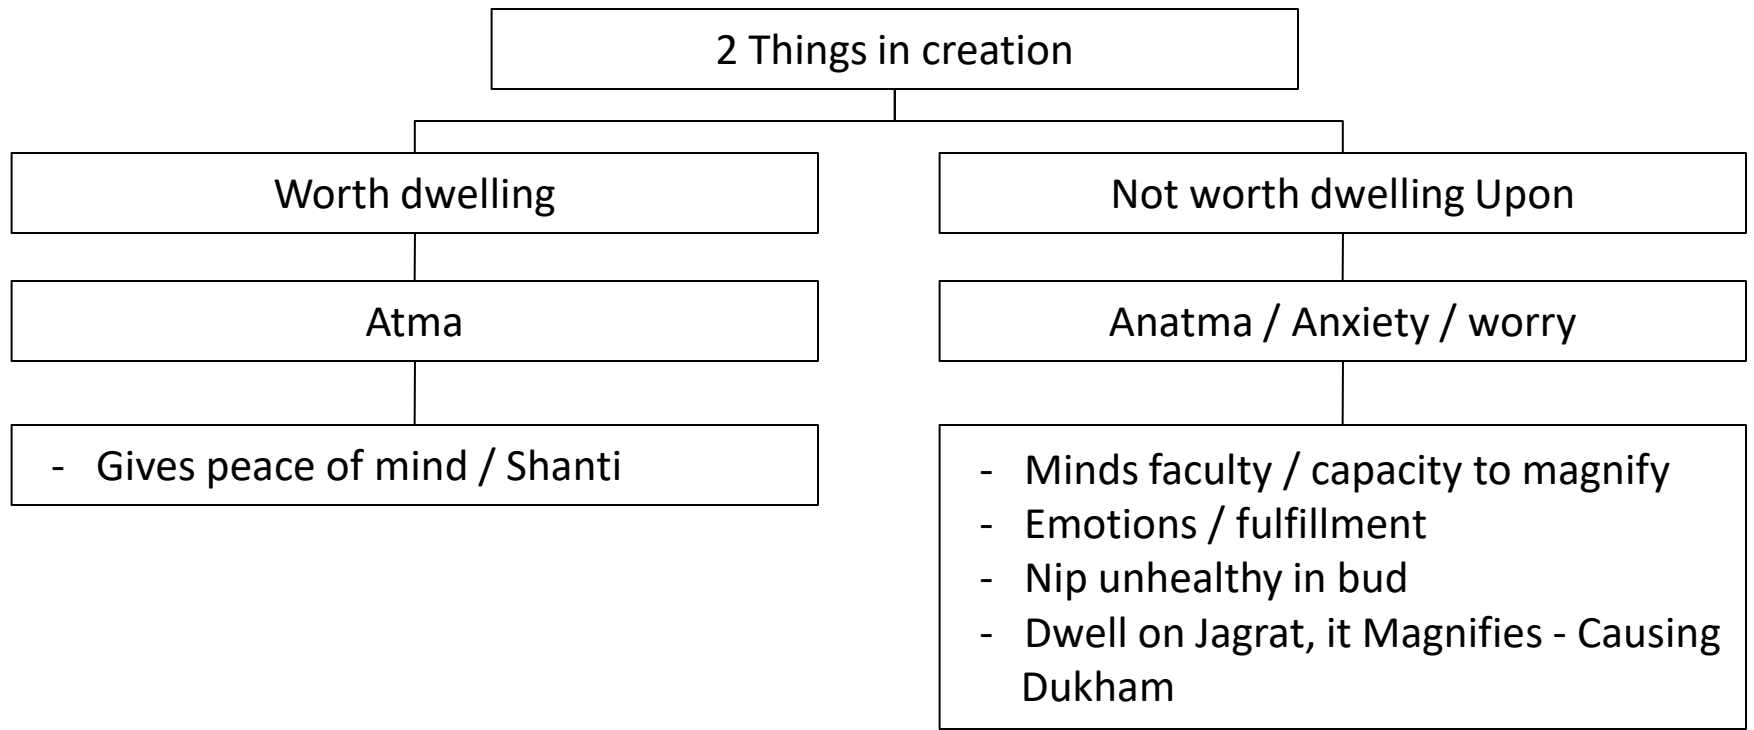 2 Things in creation
Worth dwelling
Not worth dwelling Upon
Atma
Anatma / Anxiety / worry
- Gives peace of mind / Shanti
- Minds faculty / capacity to magnify
- Emotions / fulfillment
- Nip unhealthy in bud
- Dwell on Jagrat, it Magnifies - Causing
Dukham